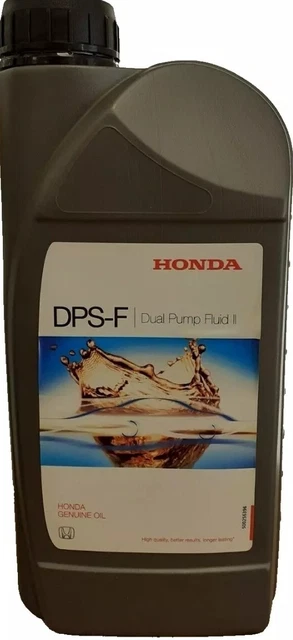 HONDA
DPS-F | Dual Pump Fluid II
HONDA
GENUINE OIL
High quality, better results, longer lasting*